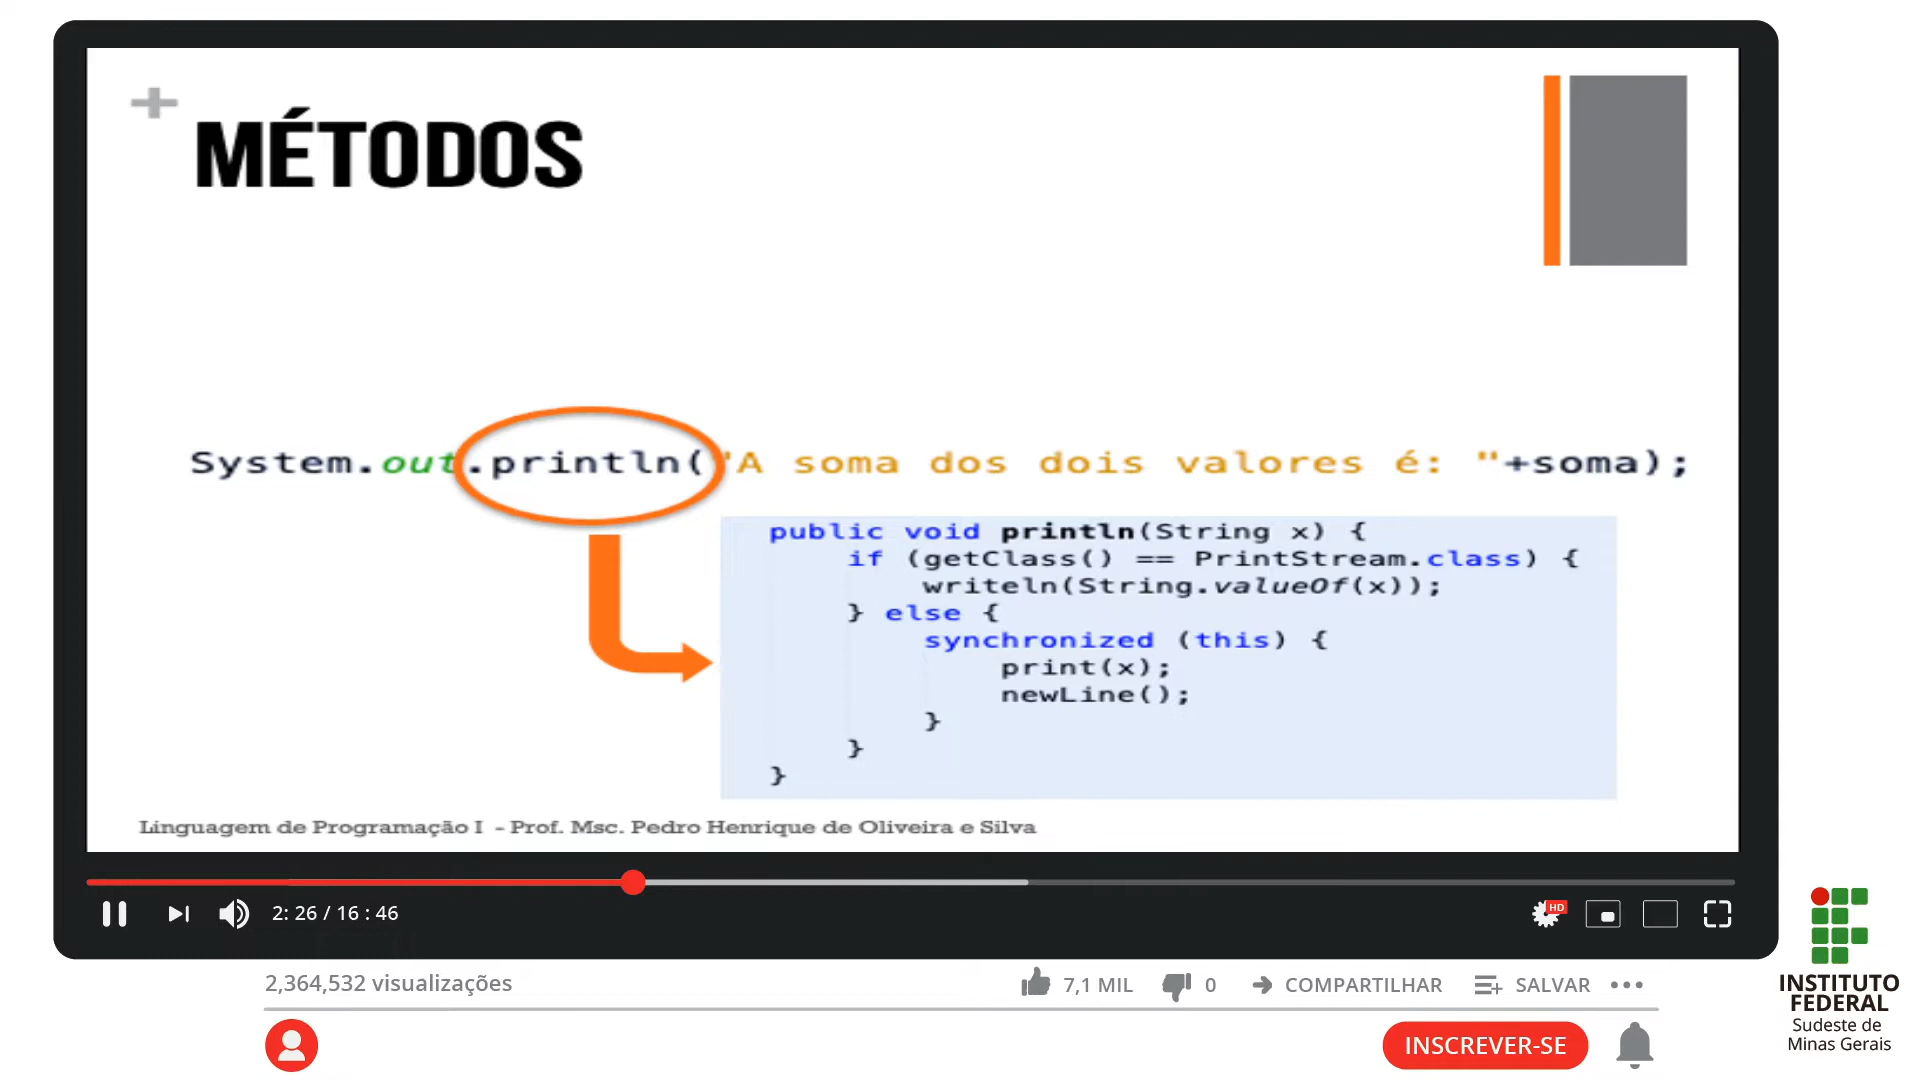 MÉTODOS
System.out.println("A soma dos dois valores é: "+soma);
public void println(String x) {
if (getClass() == PrintStream.class) {
writeln(String.valueOf(x));
} else {
synchronized (this) {
print(x);
newLine();
}
}
}
Linguagem de Programação I - Prof. Msc. Pedro Henrique de Oliveira e Silva
2: 26 / 16 : 46
HD
2,364,532 visualizações
7,1 MIL
0
COMPARTILHAR
SALVAR
INSCREVER-SE
INSTITUTO
FEDERAL
Sudeste de
Minas Gerais